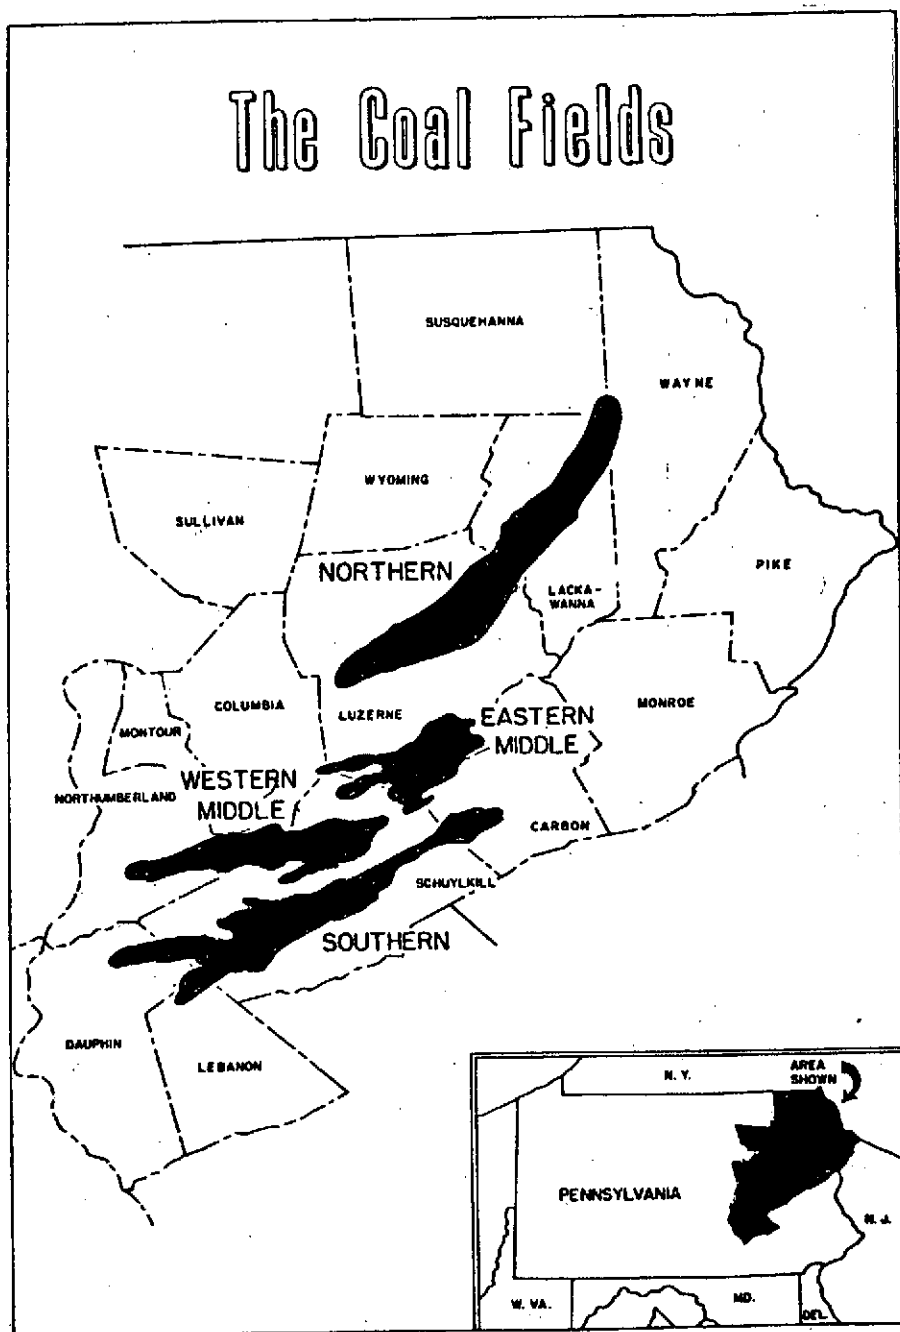 The Coal Fields
SUSQUEHANNA
WAYNE
WYOMING
SULLIVAN
NORTHERN
PIKE
LACKA-
WANNA
COLUMBIA
LUZERNE
EASTERN
MIDDLE
MONROE
MONTOUR
WESTERN
MIDDLE
NORTHUMBERLAND
CARBON
SCHUYLKILL
SOUTHERN
DAUPHIN
LEBANON
N. Y.
AREA
SHOWN
PENNSYLVANIA
N. J.
W. VA.
MD.
DEL.